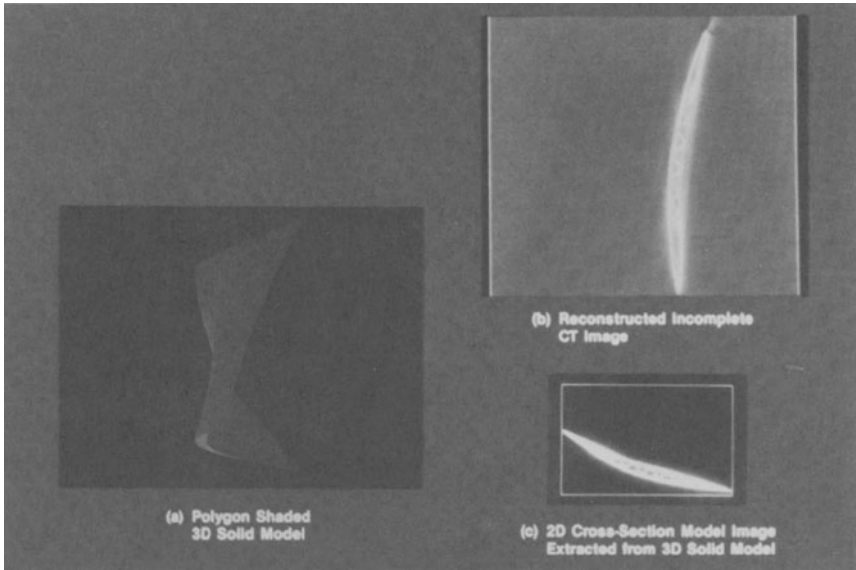 (b) Reconstructed Incomplete
CT Image
(a) Polygon Shaded
3D Solid Model
(c) 2D Cross-Section Model Image
Extracted from 3D Solid Model